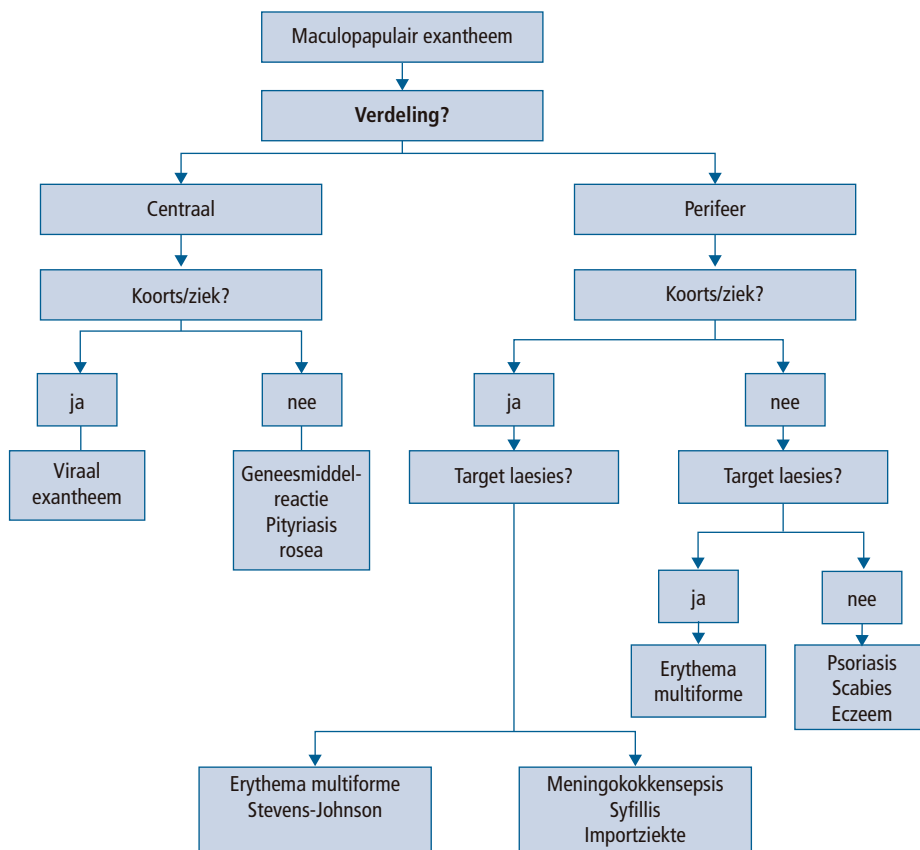 Maculopapulair exantheem
Verdeling?
Centraal
Perifeer
Koorts/ziek?
Koorts/ziek?
ja
nee
ja
nee
Viraal
exantheem
Geneesmiddel-
reactie
Pityriasis
rosea
Target laesies?
Target laesies?
ja
nee
Erythema
multiforme
Psoriasis
Scabies
Eczeem
Erythema multiforme
Stevens-Johnson
Meningokokkensepsis
Syfillis
Importziekte